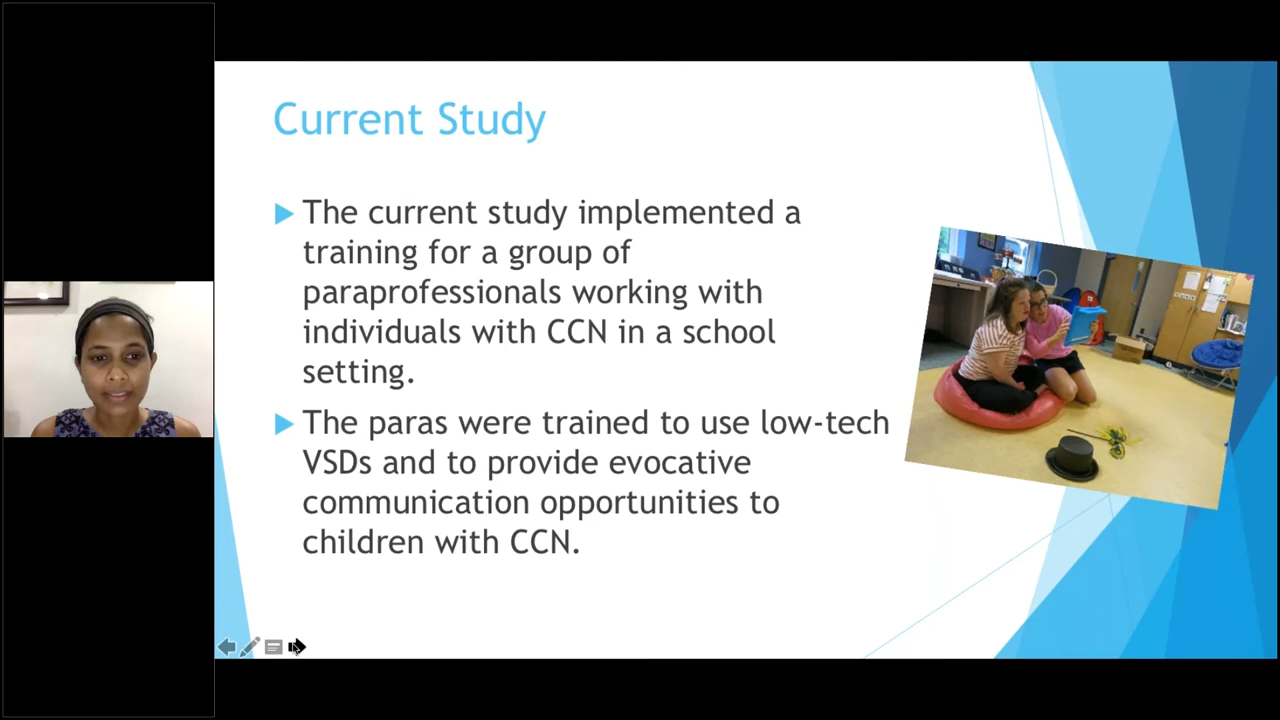 Current Study
The current study implemented a
training for a group of
paraprofessionals working with
individuals with CCN in a school
setting.
The paras were trained to use low-tech
VSDs and to provide evocative
communication opportunities to
children with CCN.